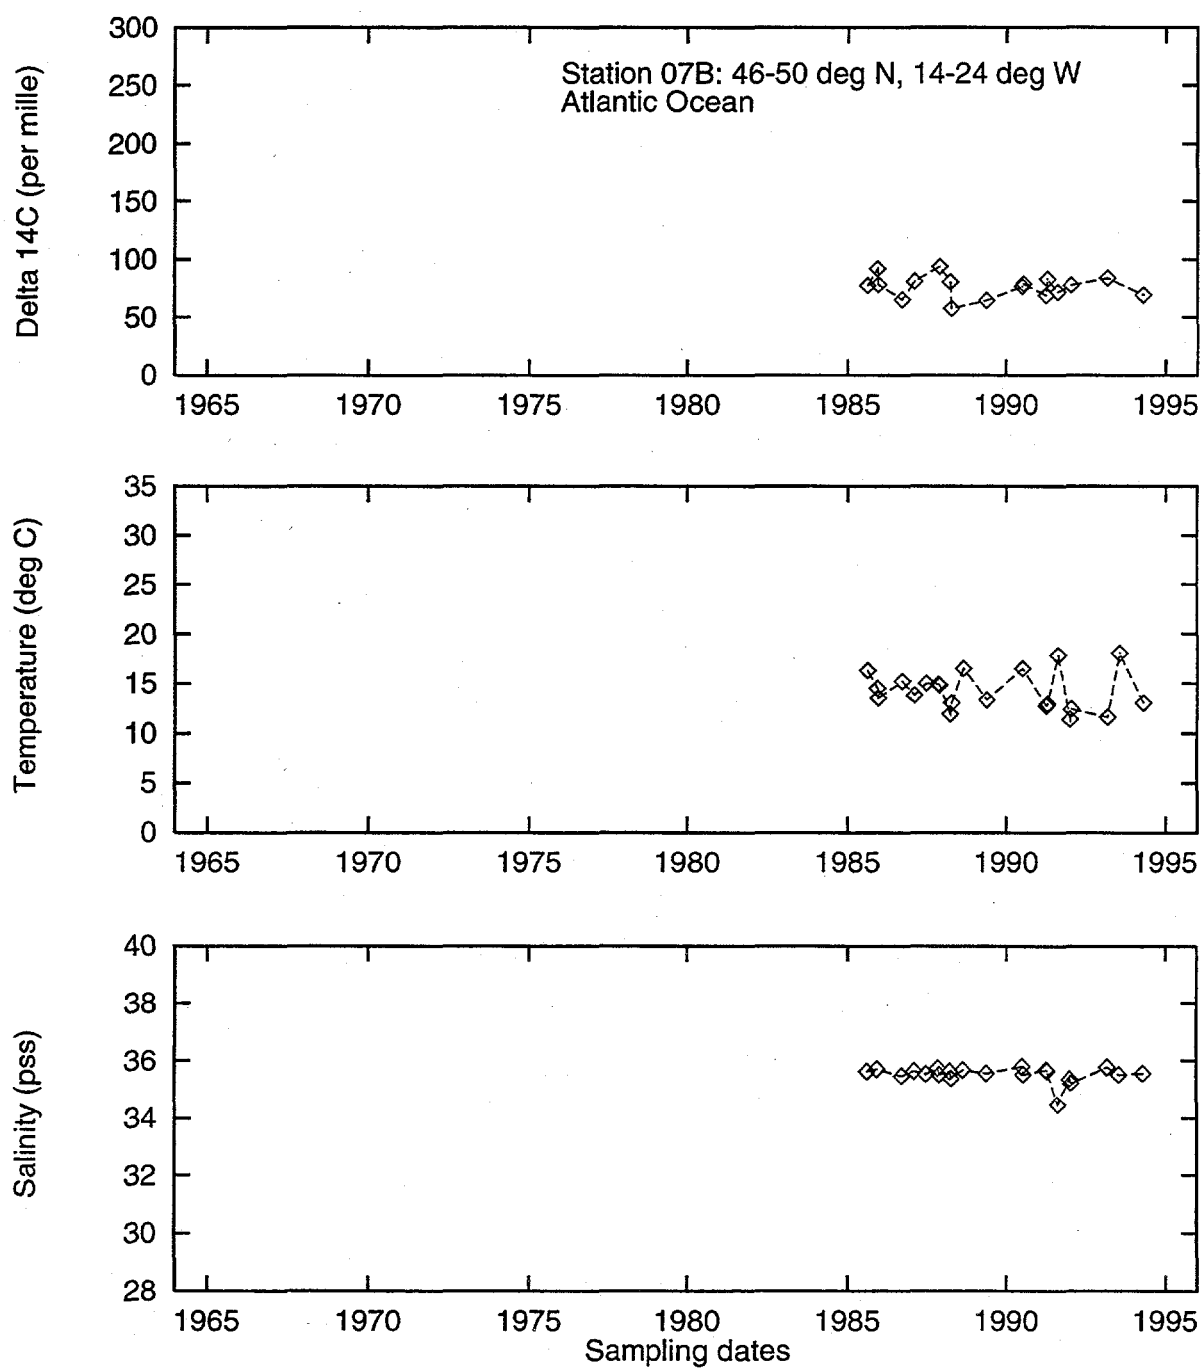 Station 07B: 46-50 deg N, 14-24 deg W
Atlantic Ocean
Delta 14C (per mille)
300
250
200
150
100
50
0
1965 1970 1975 1980 1985 1990 1995
Temperature (deg C)
35
30
25
20
15
10
5
0
1965 1970 1975 1980 1985 1990 1995
Salinity (pss)
40
38
36
34
32
30
28
1965 1970 1975 1980 1985 1990 1995
Sampling dates